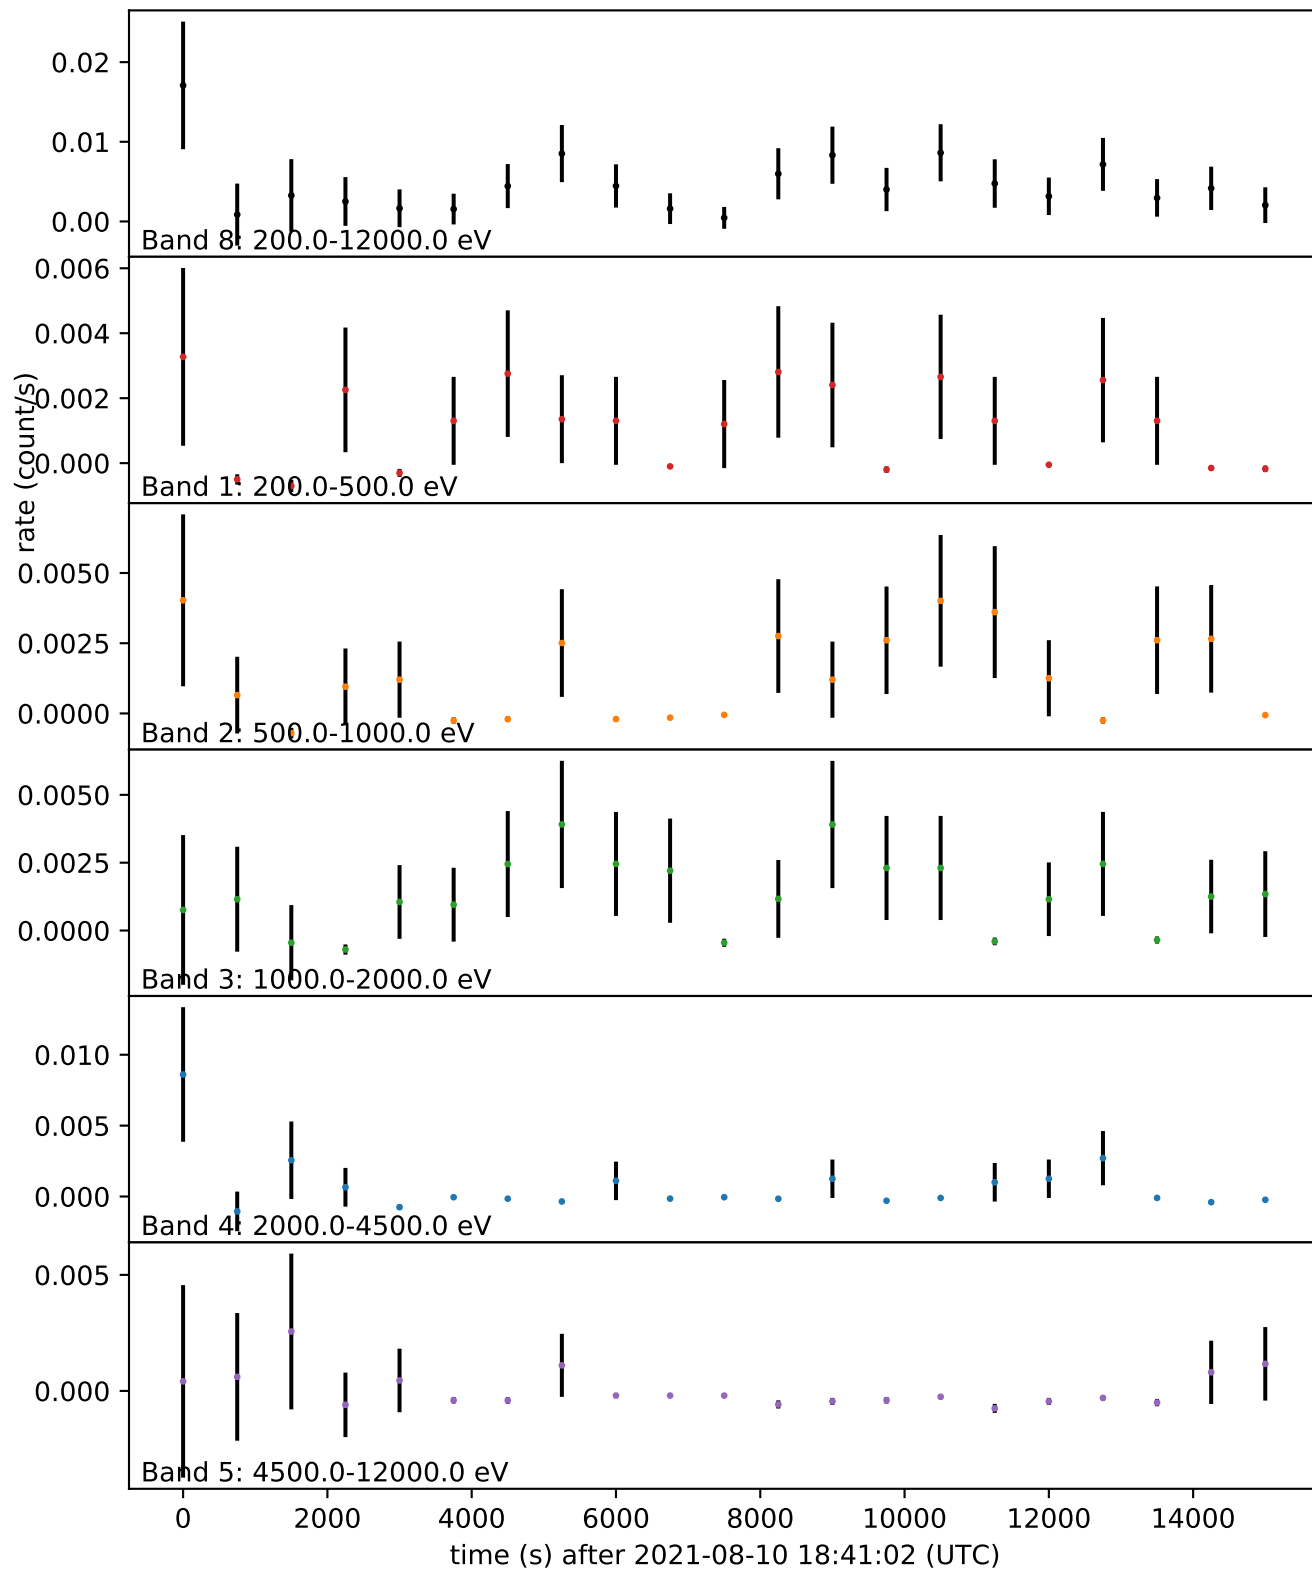 0.02
0.01
0.00
Band 8: 200.0-12000.0 eV
0.006
0.004
0.002
0.000
Band 1: 200.0-500.0 eV
rate (count/s)
0.0050
0.0025
0.0000
Band 2: 500.0-1000.0 eV
0.0050
0.0025
0.0000
Band 3: 1000.0-2000.0 eV
0.010
0.005
0.000
Band 4: 2000.0-4500.0 eV
0.005
0.000
Band 5: 4500.0-12000.0 eV
0 2000 4000 6000 8000 10000 12000 14000
time (s) after 2021-08-10 18:41:02 (UTC)